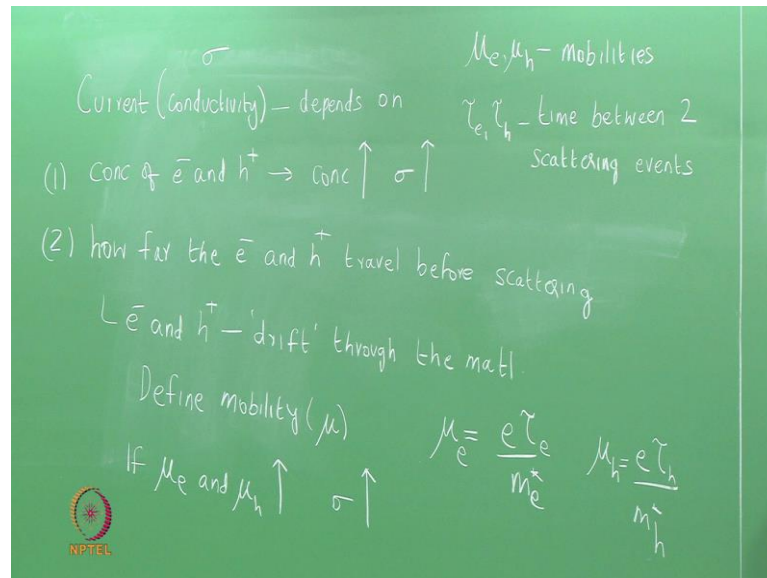 σ
Current (conductivity) – depends on
(1) conc of e⁻ and h⁺ → conc ↑ σ ↑
(2) how far the e⁻ and h⁺ travel before scattering
e⁻ and h⁺ – 'drift' through the matl.
Define mobility (μ)
If μₑ and μₕ ↑ σ ↑
μₑ, μₕ – mobilities
τₑ, τₕ – time between 2
scattering events
μₑ = eτₑ / mₑ* μₕ = eτₕ / mₕ*
NPTEL